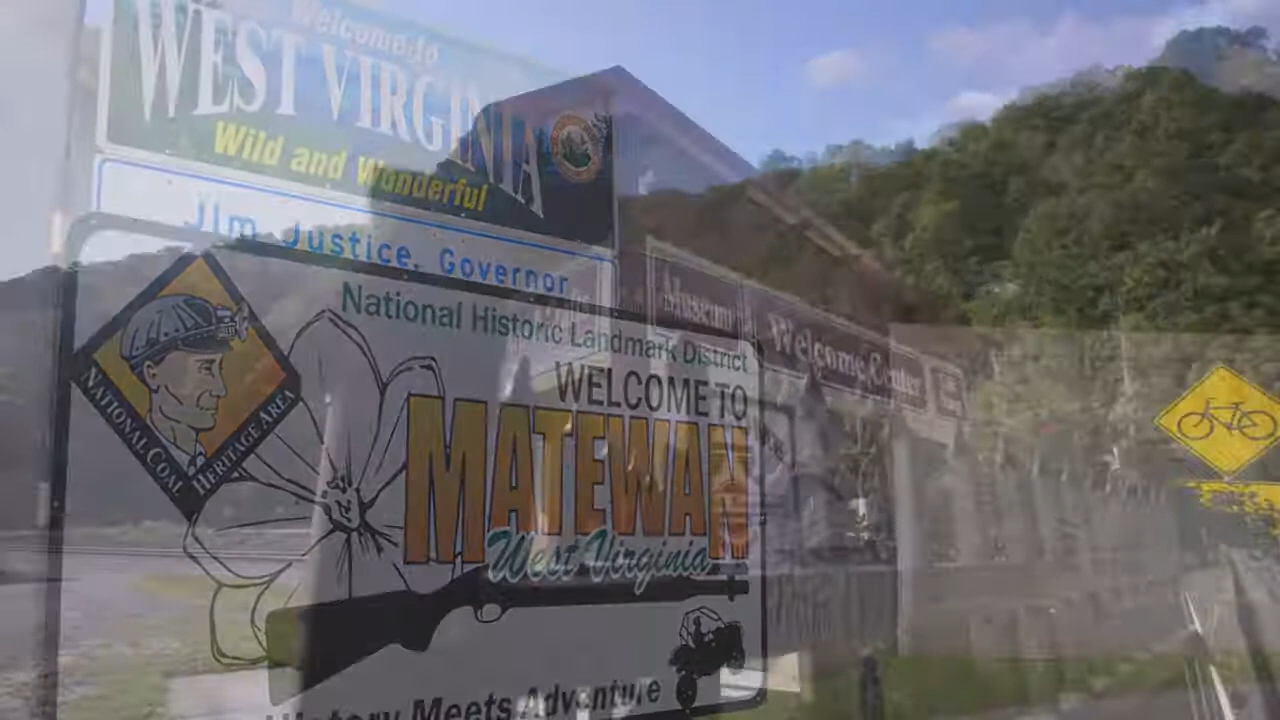 Welcome to
WEST VIRGINIA
Wild and Wonderful
Jim Justice, Governor
National Historic Landmark District
WELCOME TO
MATEWAN
West Virginia
NATIONAL COAL
HERITAGE AREA
History Meets Adventure
Museum
Welcome Center